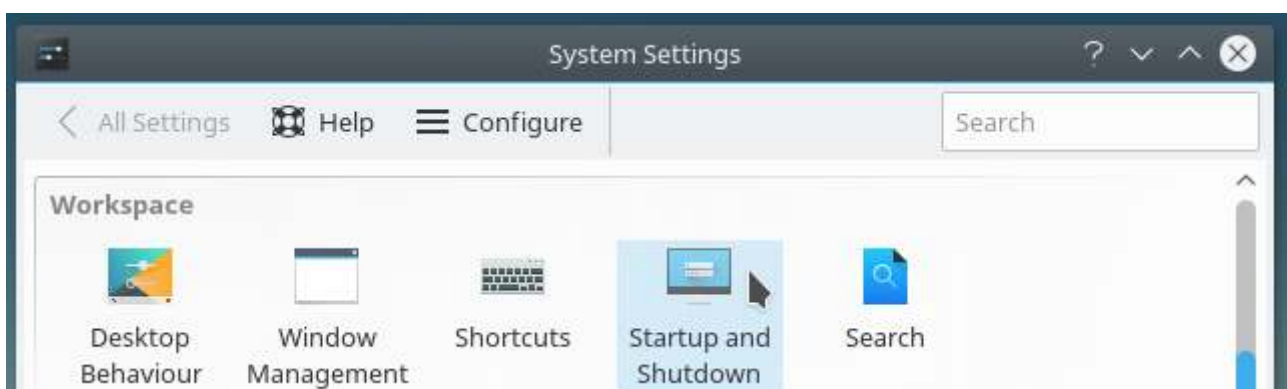 System Settings
All Settings Help Configure Search
Workspace
Desktop Behaviour
Window Management
Shortcuts
Startup and Shutdown
Search